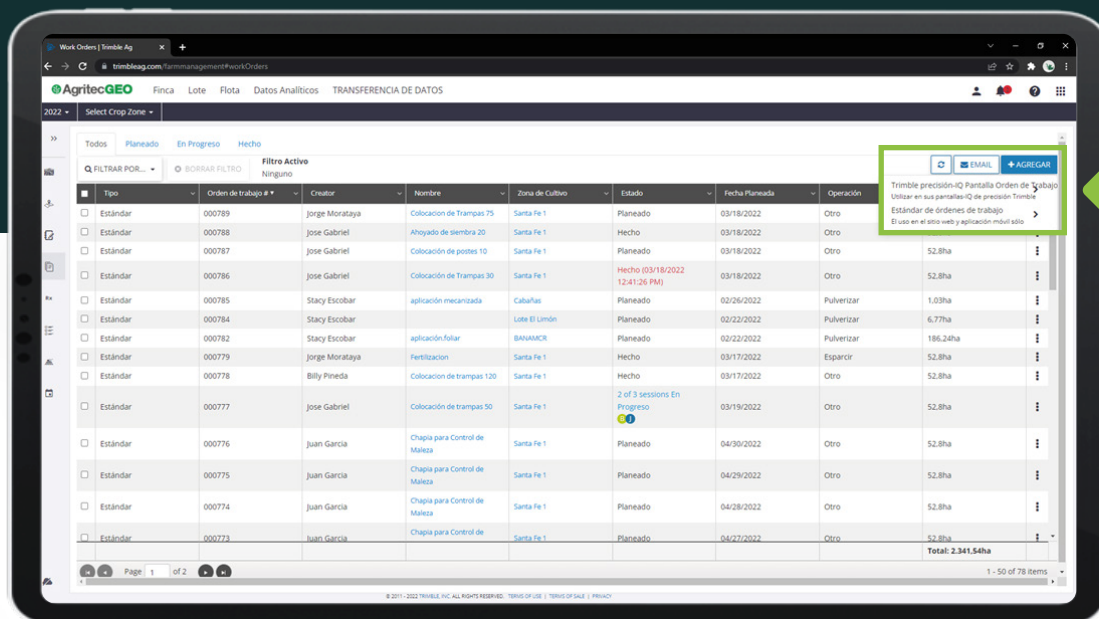 Work Orders | Trimble Ag
trimbleag.com/farmmanagement#workOrders
AgritecGEO Finca Lote Flota Datos Analíticos TRANSFERENCIA DE DATOS
2022 Select Crop Zone
Todos Planeado En Progreso Hecho
FILTRAR POR... BORRAR FILTRO Filtro Activo
Ninguno
EMAIL + AGREGAR
Trimble precisión-IQ Pantalla Orden de Trabajo
Utilizar en sus pantallas-IQ de precisión Trimble
Estándar de órdenes de trabajo
El uso en el sitio web y aplicación móvil sólo
Tipo Orden de trabajo # Creator Nombre Zona de Cultivo Estado Fecha Planeada Operación
Estándar 000789 Jorge Morataya Colocacion de Trampas 75 Santa Fe 1 Planeado 03/18/2022 Otro
Estándar 000788 Jose Gabriel Ahoyado de siembra 20 Santa Fe 1 Hecho 03/18/2022 Otro
Estándar 000787 Jose Gabriel Colocación de postes 10 Santa Fe 1 Planeado 03/18/2022 Otro 52,8ha
Estándar 000786 Jose Gabriel Colocación de Trampas 30 Santa Fe 1 Hecho (03/18/2022 12:41:26 PM) 03/18/2022 Otro 52,8ha
Estándar 000785 Stacy Escobar aplicación mecanizada Cabañas Planeado 02/26/2022 Pulverizar 1,03ha
Estándar 000784 Stacy Escobar Lote El Limón Planeado 02/22/2022 Pulverizar 6,77ha
Estándar 000782 Stacy Escobar aplicación.foliar BANAMCR Planeado 02/22/2022 Pulverizar 186,24ha
Estándar 000779 Jorge Morataya Fertilizacion Santa Fe 1 Hecho 03/17/2022 Esparcir 52,8ha
Estándar 000778 Billy Pineda Colocacion de trampas 120 Santa Fe 1 Hecho 03/17/2022 Otro 52,8ha
Estándar 000777 Jose Gabriel Colocación de trampas 50 Santa Fe 1 2 of 3 sessions En Progreso 03/19/2022 Otro 52,8ha
Estándar 000776 Juan Garcia Chapia para Control de Maleza Santa Fe 1 Planeado 04/30/2022 Otro 52,8ha
Estándar 000775 Juan Garcia Chapia para Control de Maleza Santa Fe 1 Planeado 04/29/2022 Otro 52,8ha
Estándar 000774 Juan Garcia Chapia para Control de Maleza Santa Fe 1 Planeado 04/28/2022 Otro 52,8ha
Estándar 000773 Juan Garcia Chapia para Control de Santa Fe 1 Planeado 04/27/2022 Otro 52,8ha
Total: 2.341,54ha
Page 1 of 2 1 - 50 of 78 items
© 2011 - 2022 TRIMBLE, INC. ALL RIGHTS RESERVED. TERMS OF USE | TERMS OF SALE | PRIVACY